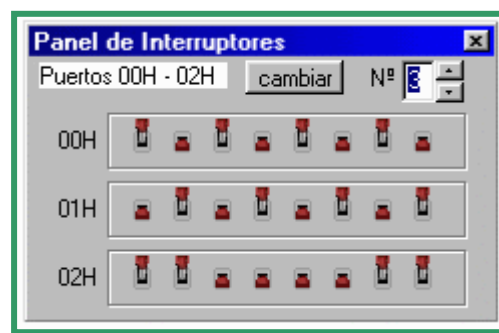 Panel de Interruptores
Puertos 00H - 02H cambiar Nº 3
00H
01H
02H